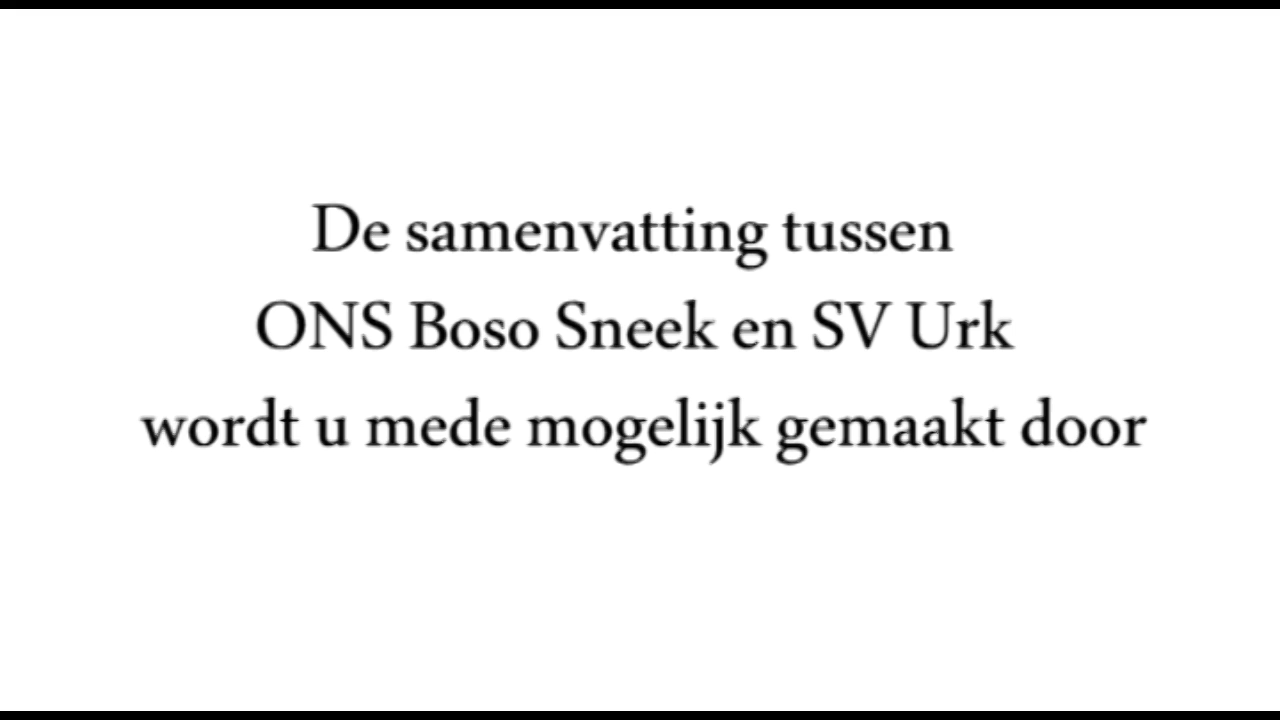 De samenvatting tussen
ONS Boso Sneek en SV Urk
wordt u mede mogelijk gemaakt door